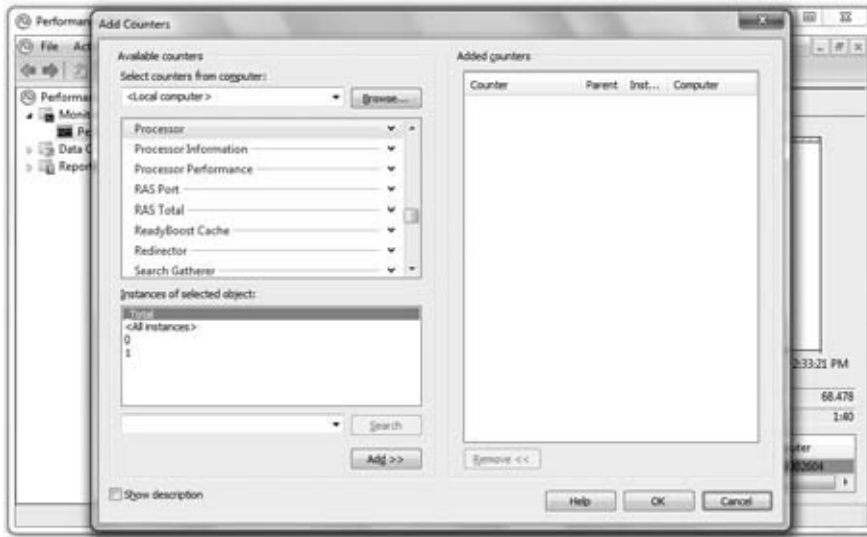 Performan
Add Counters
File Act
Performa
Monit
Pe
Data C
Report
Available counters
Select counters from computer:
<Local computer>
Browse...
Processor
Processor Information
Processor Performance
RAS Port
RAS Total
ReadyBoost Cache
Redirector
Search Gatherer
Instances of selected object:
_Total
<All instances>
0
1
Search
Add >>
Show description
Added counters
Counter Parent Inst... Computer
Remove <<
Help OK Cancel
2:33:21 PM
68.478
1:40
uter